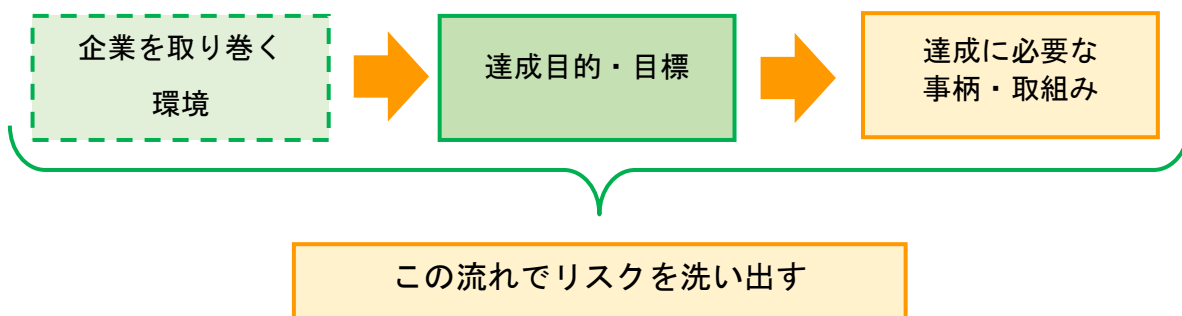 企業を取り巻く
環境
達成目的・目標
達成に必要な
事柄・取組み
この流れでリスクを洗い出す